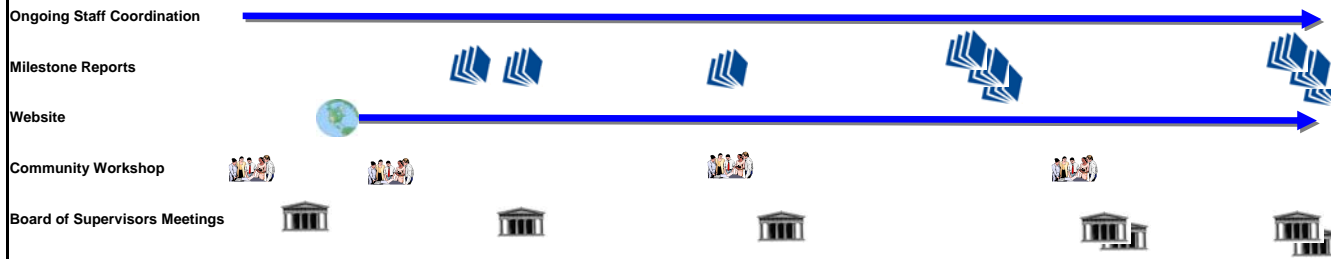 Ongoing Staff Coordination
Milestone Reports
Website
Community Workshop
Board of Supervisors Meetings